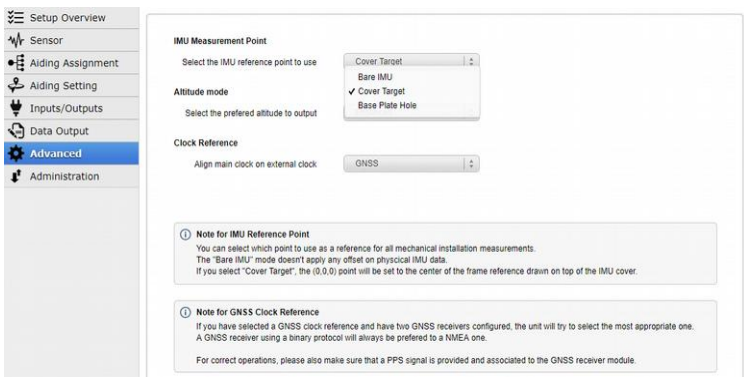 Setup Overview
Sensor
Aiding Assignment
Aiding Setting
Inputs/Outputs
Data Output
Advanced
Administration
IMU Measurement Point
Select the IMU reference point to use
Cover Target
Bare IMU
✓ Cover Target
Base Plate Hole
Altitude mode
Select the prefered altitude to output
Clock Reference
Align main clock on external clock
GNSS
Note for IMU Reference Point
You can select which point to use as a reference for all mechanical installation measurements.
The "Bare IMU" mode doesn't apply any offset on physcical IMU data.
If you select "Cover Target", the (0,0,0) point will be set to the center of the frame reference drawn on top of the IMU cover.
Note for GNSS Clock Reference
If you have selected a GNSS clock reference and have two GNSS receivers configured, the unit will try to select the most appropriate one.
A GNSS receiver using a binary protocol will always be prefered to a NMEA one.
For correct operations, please also make sure that a PPS signal is provided and associated to the GNSS receiver module.